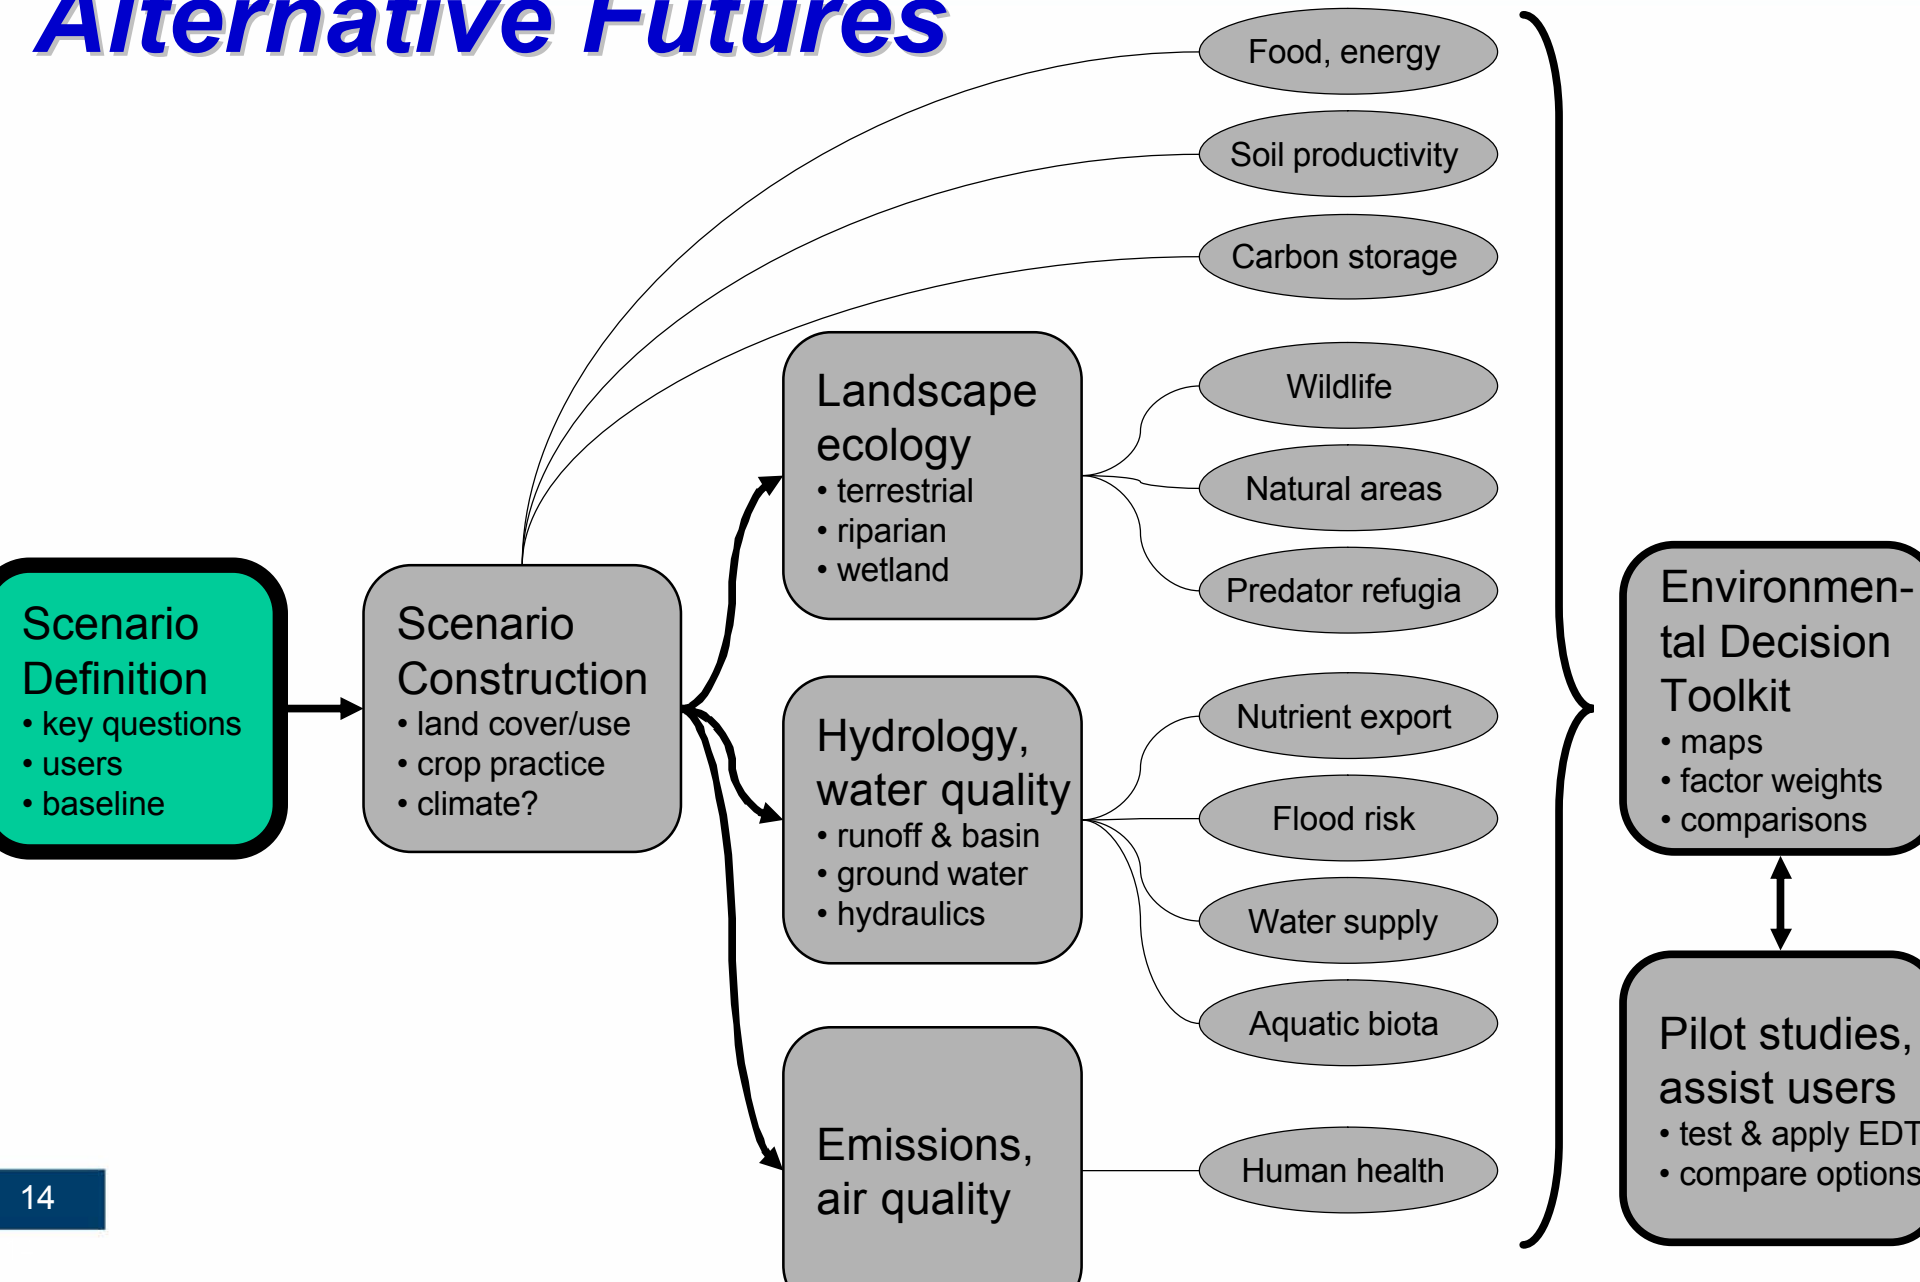 Alternative Futures
Food, energy
Soil productivity
Carbon storage
Wildlife
Natural areas
Predator refugia
Nutrient export
Flood risk
Water supply
Aquatic biota
Human health
Scenario
Definition
• key questions
• users
• baseline
Scenario
Construction
• land cover/use
• crop practice
• climate?
Landscape
ecology
• terrestrial
• riparian
• wetland
Hydrology,
water quality
• runoff & basin
• ground water
• hydraulics
Emissions,
air quality
Environmen-
tal Decision
Toolkit
• maps
• factor weights
• comparisons
Pilot studies,
assist users
• test & apply EDT
• compare options
14